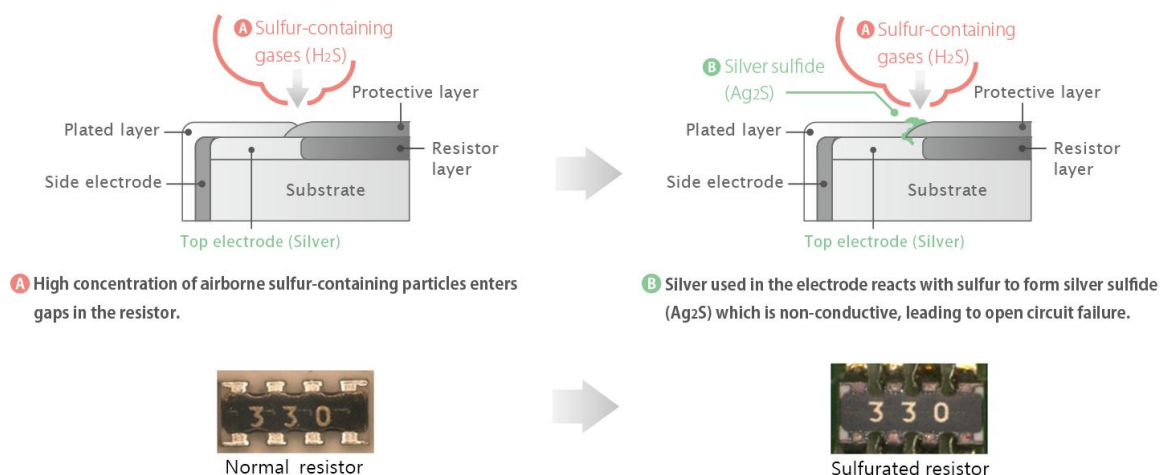 A Sulfur-containing
gases (H2S)
Protective layer
Plated layer
Resistor
layer
Side electrode
Substrate
Top electrode (Silver)
A Sulfur-containing
gases (H2S)
B Silver sulfide
(Ag2S)
Protective layer
Plated layer
Resistor
layer
Side electrode
Substrate
Top electrode (Silver)
A High concentration of airborne sulfur-containing particles enters
gaps in the resistor.
B Silver used in the electrode reacts with sulfur to form silver sulfide
(Ag2S) which is non-conductive, leading to open circuit failure.
330
Normal resistor
330
Sulfurated resistor